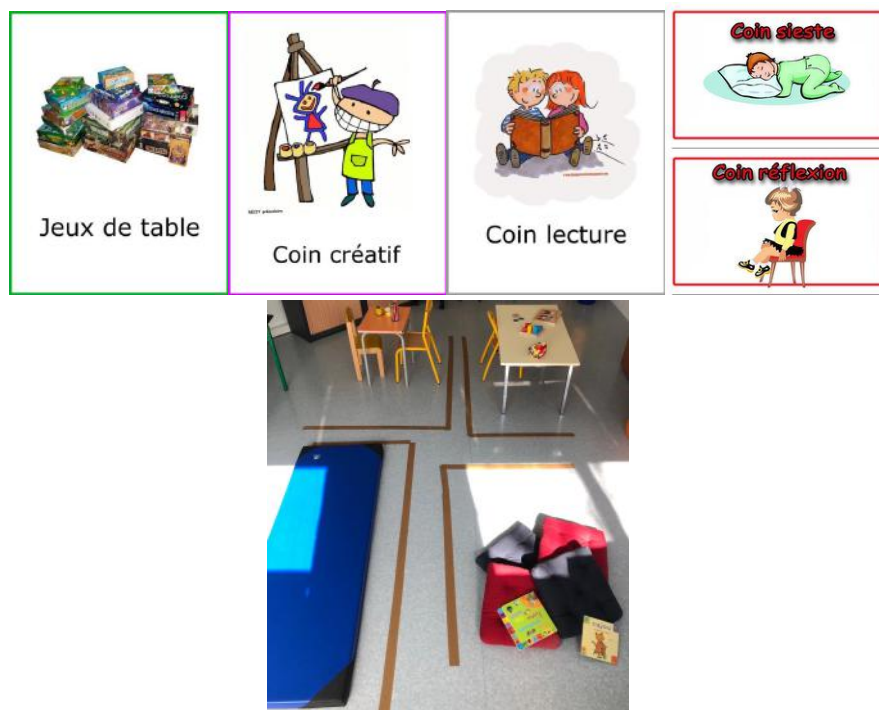 Jeux de table
Coin créatif
Coin lecture
Coin sieste
Coin réflexion